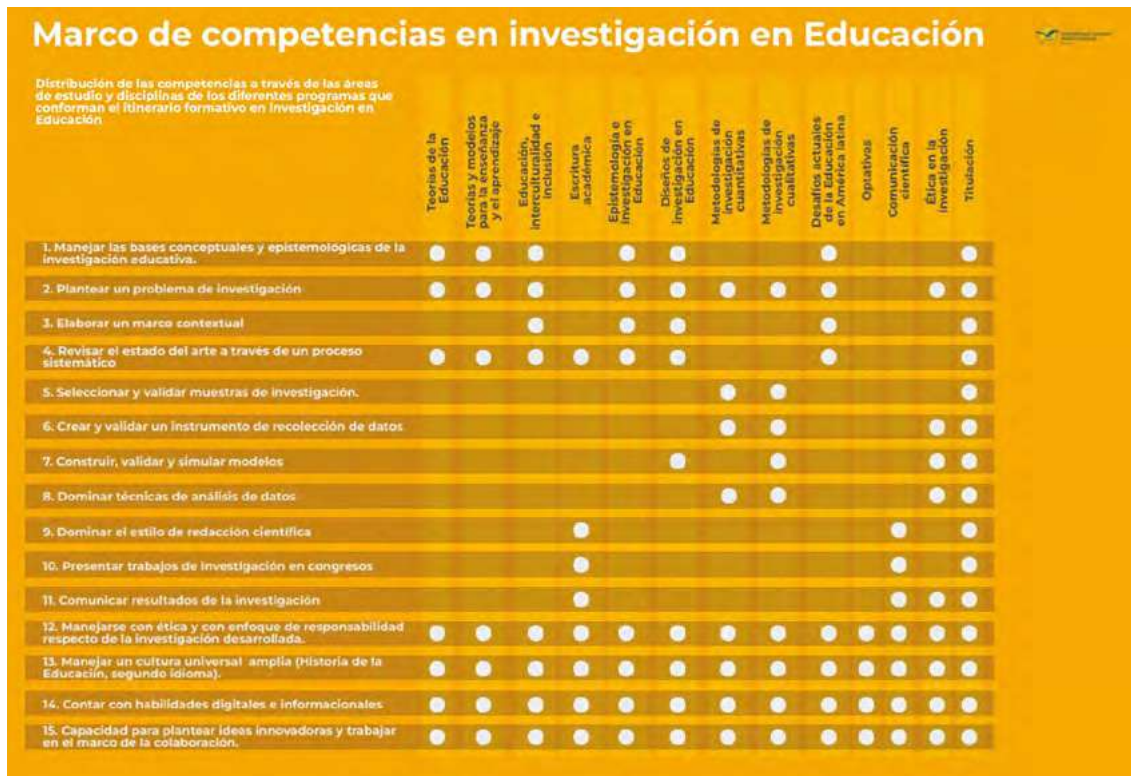 Marco de competencias en investigación en Educación
Distribución de las competencias a través de las áreas
de estudio y disciplinas de los diferentes programas que
conforman el itinerario formativo en Investigación en
Educación
Teorías de la
Educación
Teorías y modelos
para la enseñanza
y el aprendizaje
Educación,
interculturalidad e
inclusión
Escritura
académica
Epistemología e
investigación en
Educación
Diseños de
investigación en
Educación
Metodologías de
investigación
cuantitativas
Metodologías de
investigación
cualitativas
Desafíos actuales
de la Educación
en América latina
Optativos
Comunicación
científica
Ética en la
investigación
Titulación
1. Manejar las bases conceptuales y epistemológicas de la
investigación educativa.
2. Plantear un problema de investigación
3. Elaborar un marco contextual
4. Revisar el estado del arte a través de un proceso
sistemático
5. Seleccionar y validar muestras de investigación.
6. Crear y validar un instrumento de recolección de datos
7. Construir, validar y simular modelos
8. Dominar técnicas de análisis de datos
9. Dominar el estilo de redacción científica
10. Presentar trabajos de investigación en congresos
11. Comunicar resultados de la investigación
12. Manejarse con ética y con enfoque de responsabilidad
respecto de la investigación desarrollada.
13. Manejar un cultura universal amplia (Historia de la
Educación, segundo idioma).
14. Contar con habilidades digitales e informacionales
15. Capacidad para plantear ideas innovadoras y trabajar
en el marco de la colaboración.